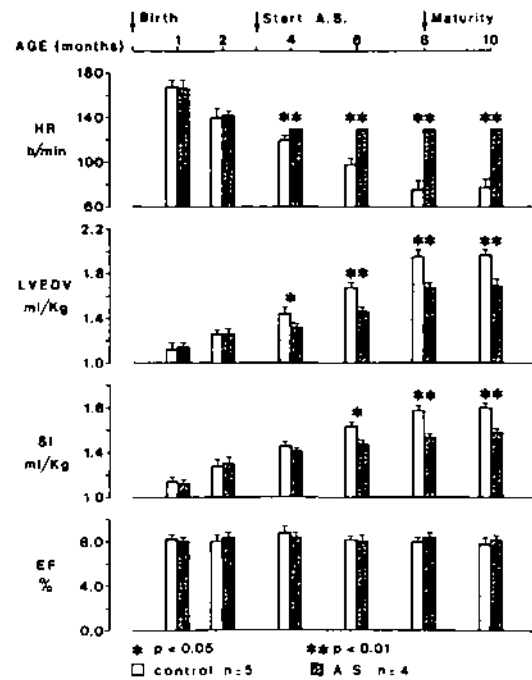 Birth Start A.S. Maturity
AGE (months) 1 2 4 6 8 10
HR b/min
180
140
100
60
** ** ** **
LVEDV ml/Kg
2.2
1.8
1.4
1.0
* ** ** **
SI ml/Kg
1.8
1.4
1.0
* ** **
EF %
8.0
4.0
0.0
* p < 0.05 ** p < 0.01
control n=5 A S n=4